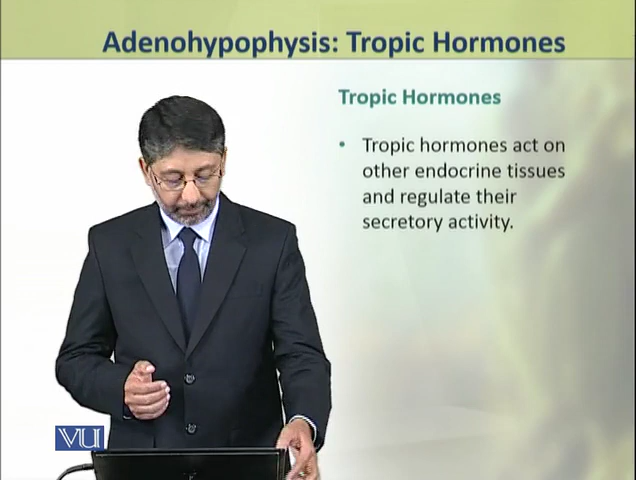 Adenohypophysis: Tropic Hormones
Tropic Hormones
• Tropic hormones act on
other endocrine tissues
and regulate their
secretory activity.
VU